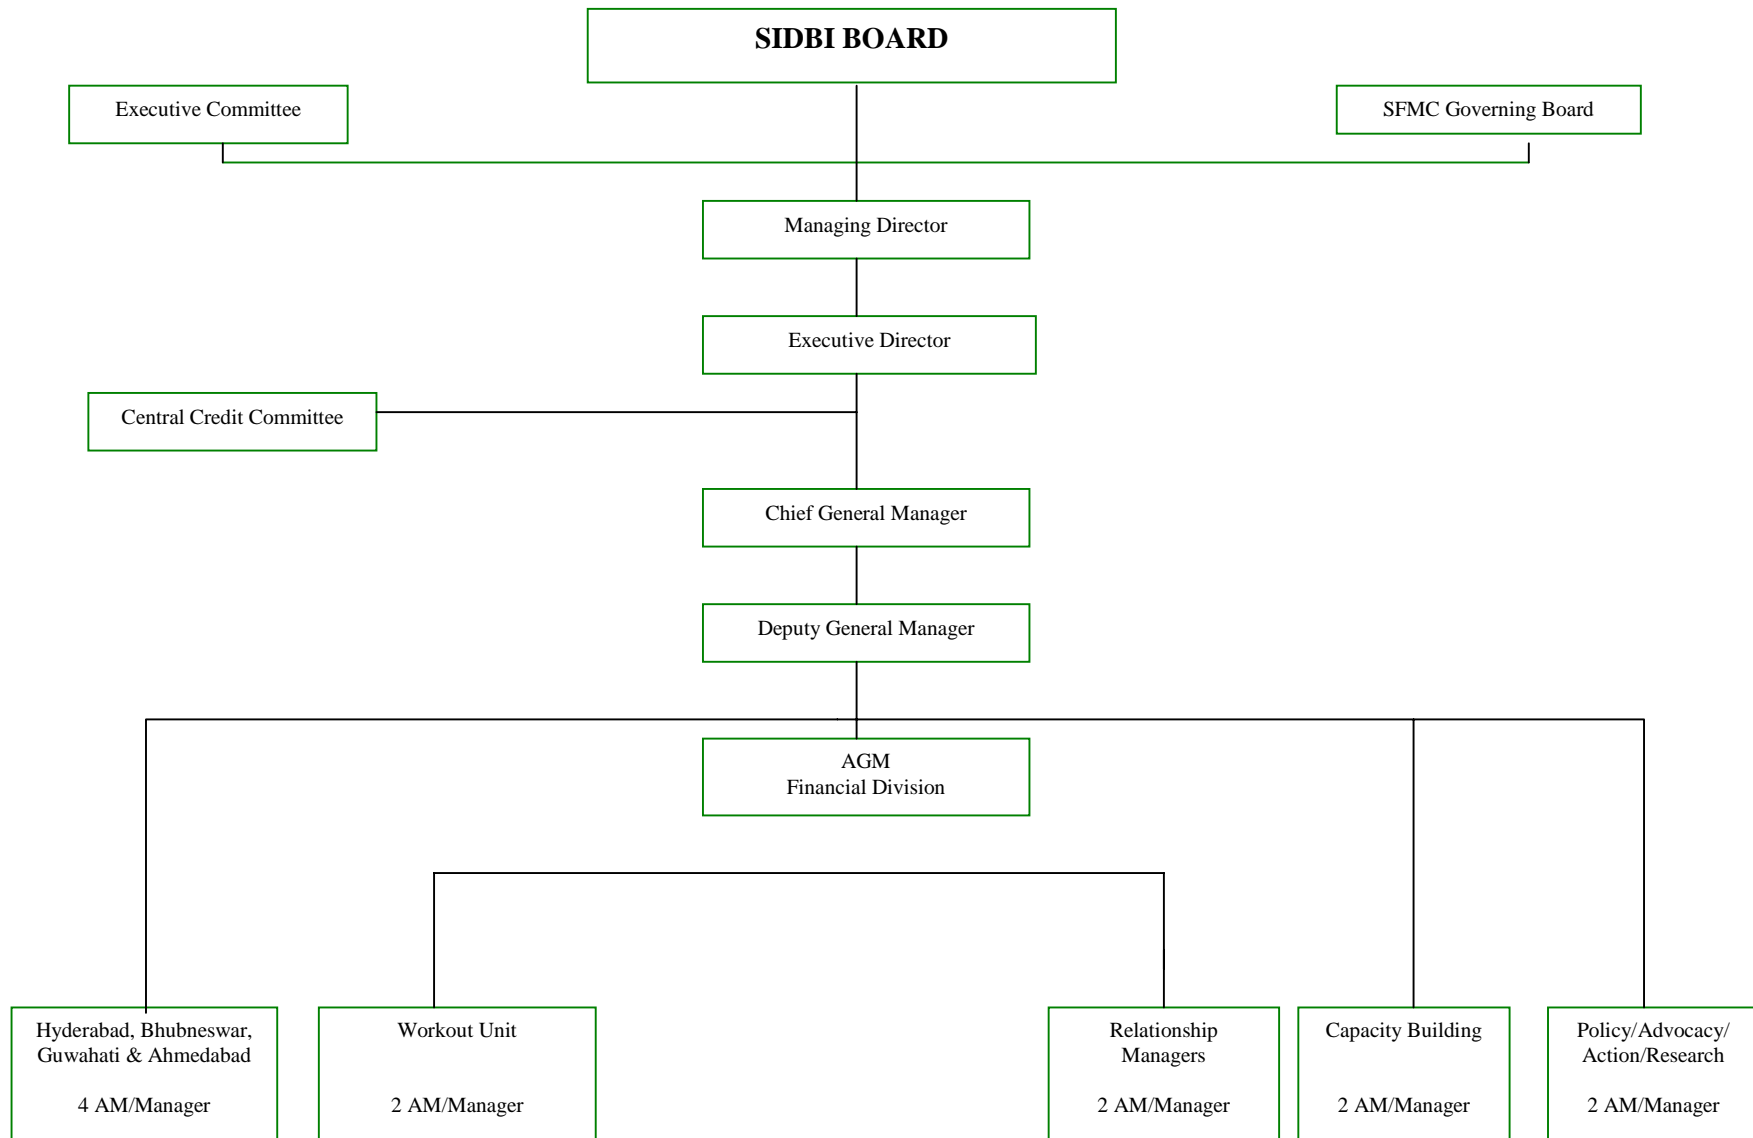 SIDBI BOARD
Executive Committee
SFMC Governing Board
Managing Director
Executive Director
Central Credit Committee
Chief General Manager
Deputy General Manager
AGM
Financial Division
Hyderabad, Bhubneswar,
Guwahati & Ahmedabad
4 AM/Manager
Workout Unit
2 AM/Manager
Relationship
Managers
2 AM/Manager
Capacity Building
2 AM/Manager
Policy/Advocacy/
Action/Research
2 AM/Manager